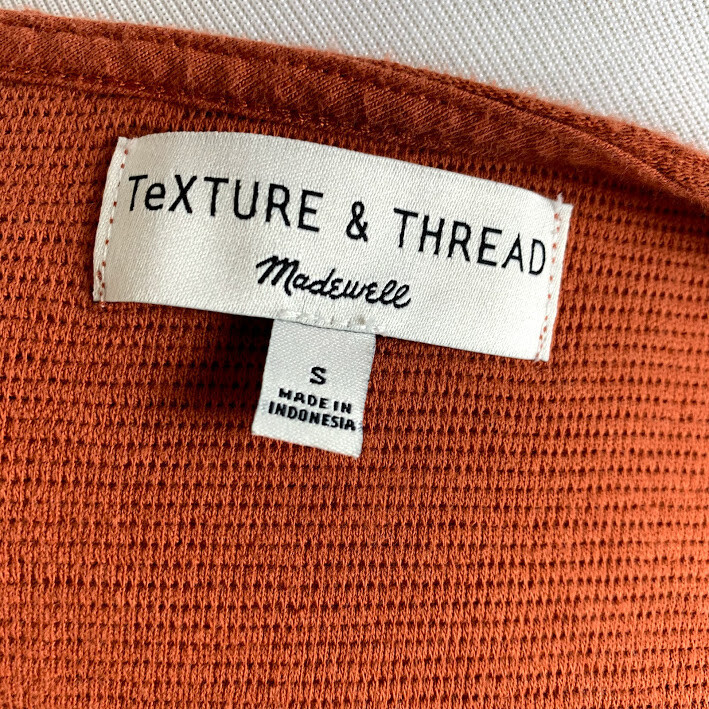 TeXTURE & THREAD
Madewell
S
MADE IN
INDONESIA